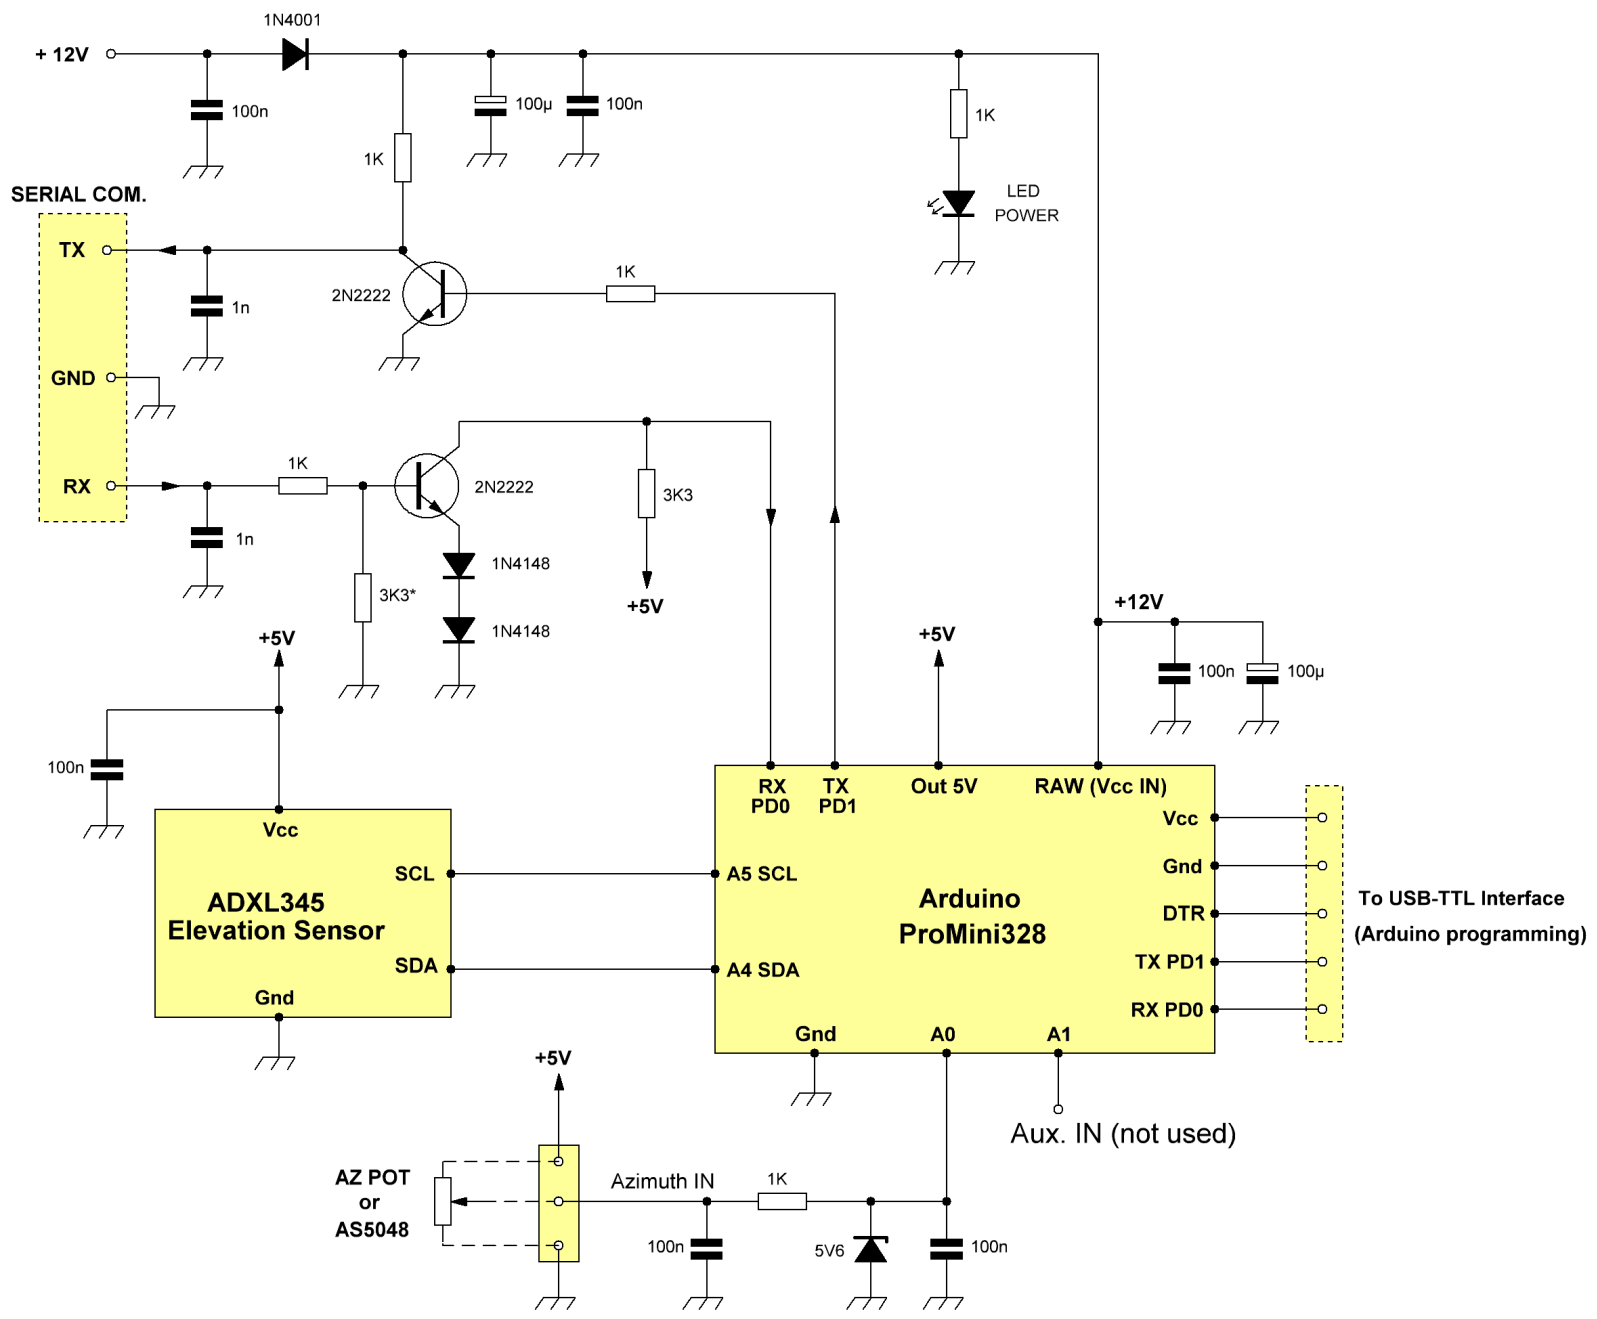 1N4001
+ 12V
100n
100µ
100n
1K
1K
LED
POWER
SERIAL COM.
TX
1K
2N2222
1n
GND
1K
RX
2N2222
3K3
1n
1N4148
3K3*
+5V
+12V
1N4148
+5V
+5V
100n
100µ
100n
RX
PD0
TX
PD1
Out 5V
RAW (Vcc IN)
Vcc
Vcc
Gnd
SCL
A5 SCL
ADXL345
Elevation Sensor
Arduino
ProMini328
DTR
To USB-TTL Interface
(Arduino programming)
SDA
A4 SDA
TX PD1
Gnd
RX PD0
Gnd
A0
A1
+5V
Aux. IN (not used)
AZ POT
or
AS5048
Azimuth IN
1K
100n
5V6
100n